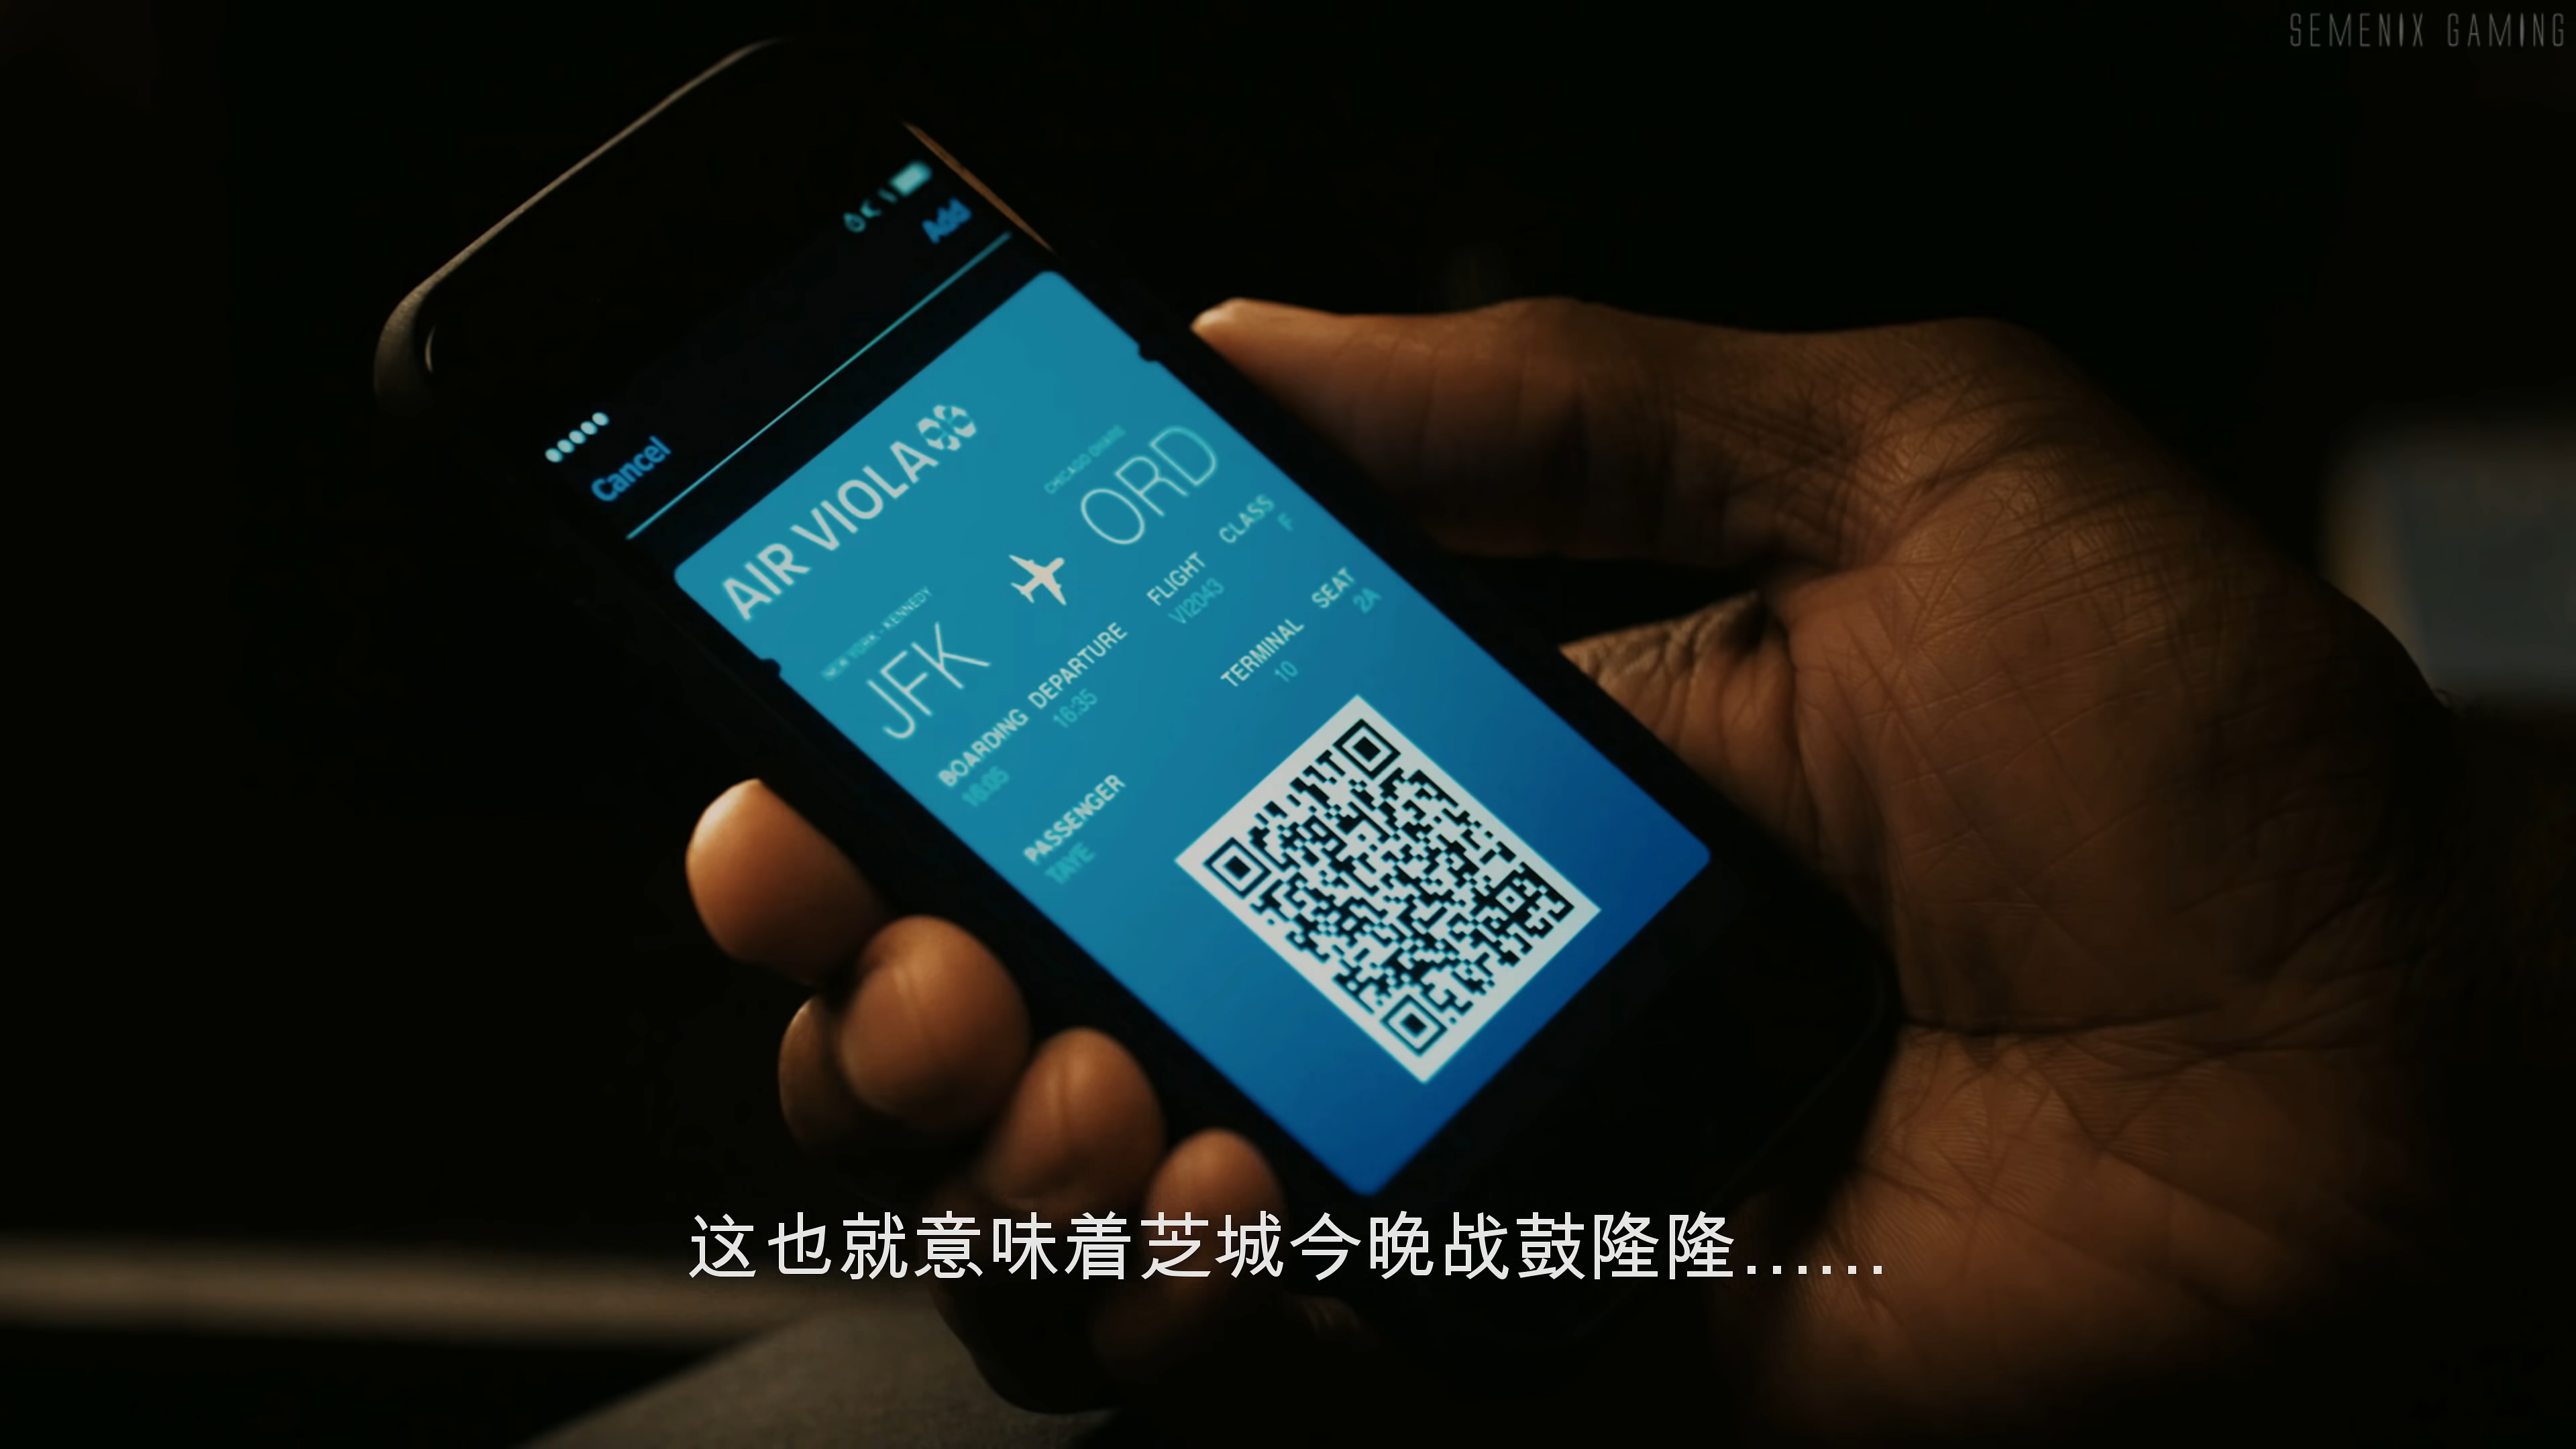 SEMENIX GAMING
Add
Cancel
AIR VIOLA
NEW YORK - KENNEDY
CHICAGO OHARE
JFK
ORD
BOARDING DEPARTURE FLIGHT CLASS
16:05 16:35 VI2043 F
PASSENGER TERMINAL SEAT
TAYE 10 2A
这也就意味着芝城今晚战鼓隆隆……